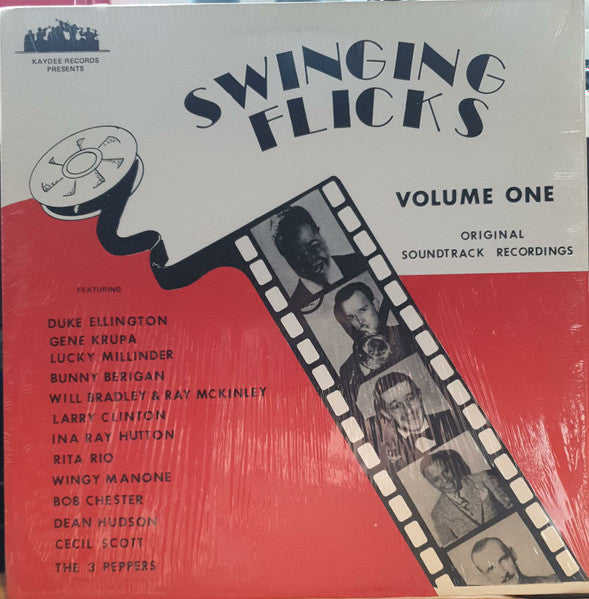 KAYDEE RECORDS
PRESENTS
SWINGING
FLICKS
VOLUME ONE
ORIGINAL
SOUNDTRACK RECORDINGS
FEATURING
DUKE ELLINGTON
GENE KRUPA
LUCKY MILLINDER
BUNNY BERIGAN
WILL BRADLEY & RAY MCKINLEY
LARRY CLINTON
INA RAY HUTTON
RITA RIO
WINGY MANONE
BOB CHESTER
DEAN HUDSON
CECIL SCOTT
THE 3 PEPPERS